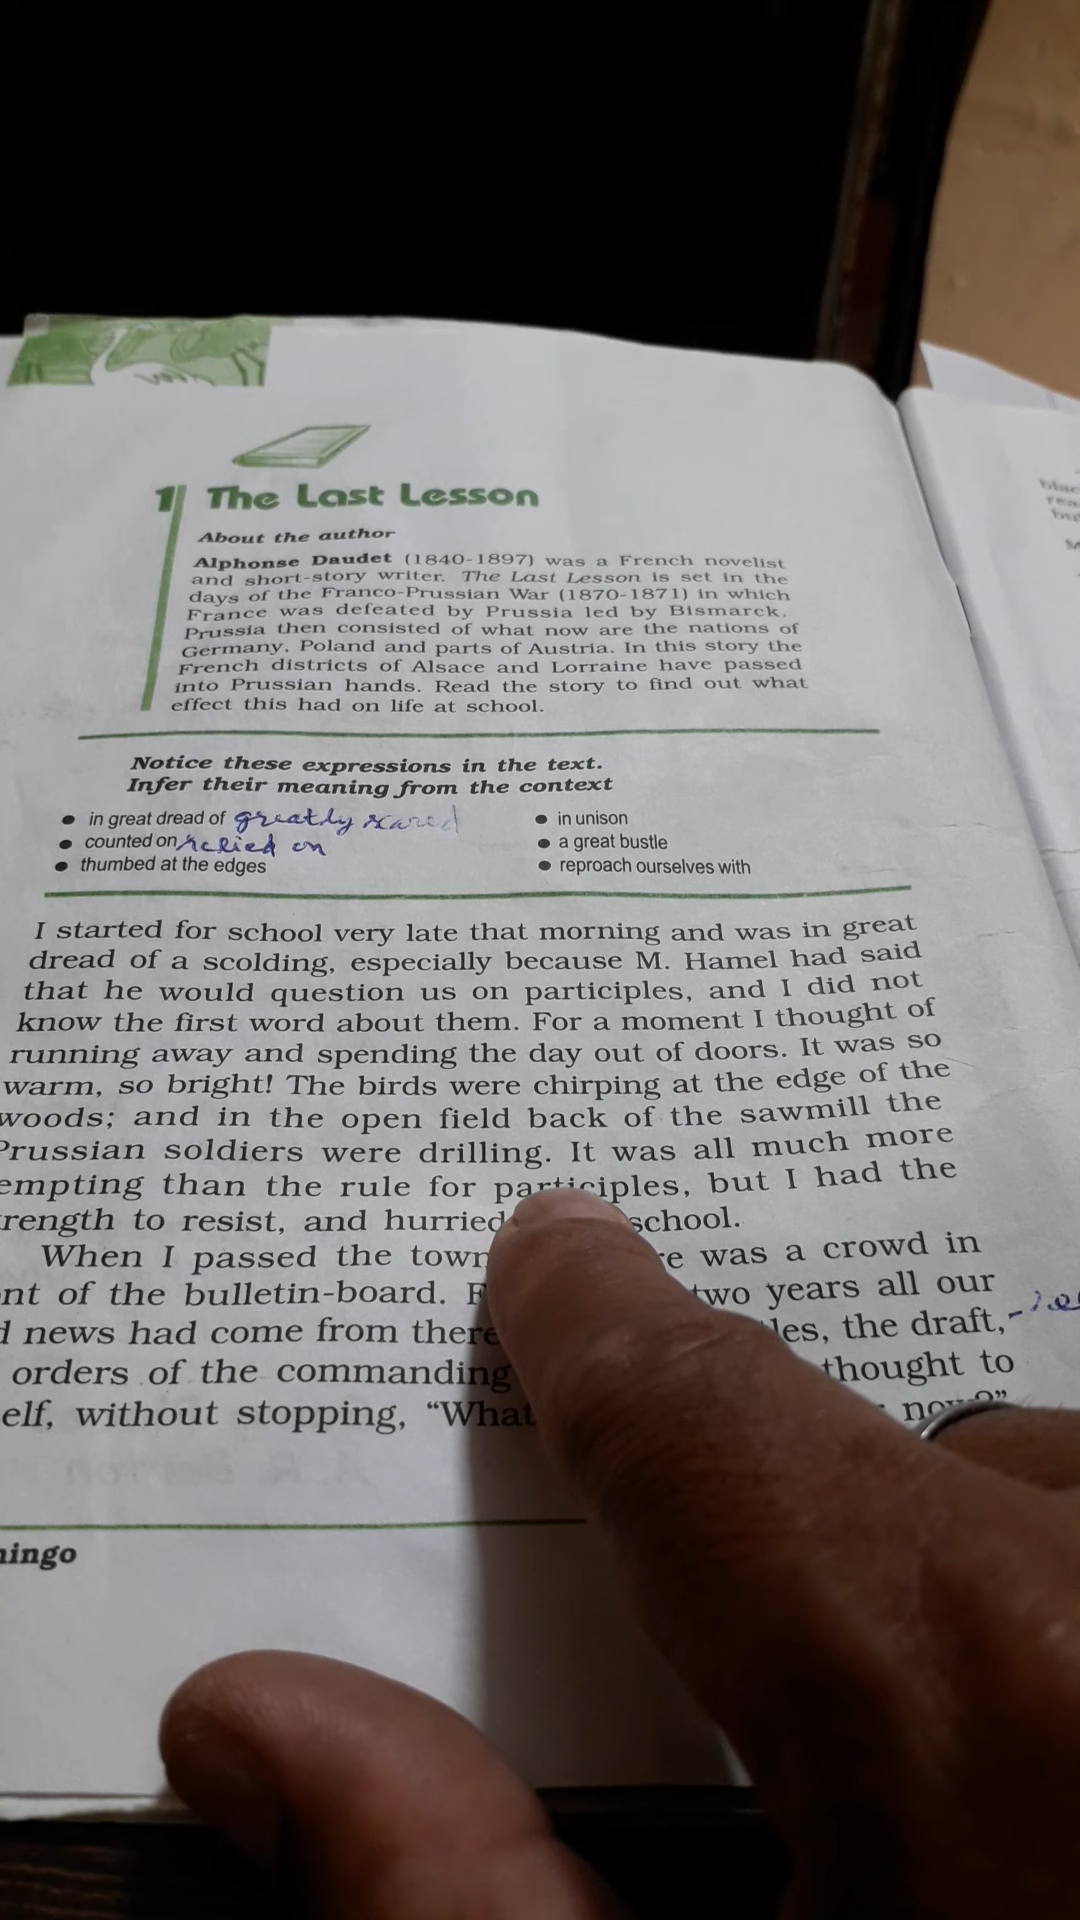 1 The Last Lesson
About the author
Alphonse Daudet (1840-1897) was a French novelist
and short-story writer. The Last Lesson is set in the
days of the Franco-Prussian War (1870-1871) in which
France was defeated by Prussia led by Bismarck.
Prussia then consisted of what now are the nations of
Germany, Poland and parts of Austria. In this story the
French districts of Alsace and Lorraine have passed
into Prussian hands. Read the story to find out what
effect this had on life at school.
Notice these expressions in the text.
Infer their meaning from the context
• in great dread of greatly scared
• counted on relied on
• thumbed at the edges
• in unison
• a great bustle
• reproach ourselves with
I started for school very late that morning and was in great
dread of a scolding, especially because M. Hamel had said
that he would question us on participles, and I did not
know the first word about them. For a moment I thought of
running away and spending the day out of doors. It was so
warm, so bright! The birds were chirping at the edge of the
woods; and in the open field back of the sawmill the
Prussian soldiers were drilling. It was all much more
empting than the rule for participles, but I had the
rength to resist, and hurried school.
When I passed the town was a crowd in
nt of the bulletin-board. two years all our
news had come from there the draft,
orders of the commanding thought to
elf, without stopping, “What